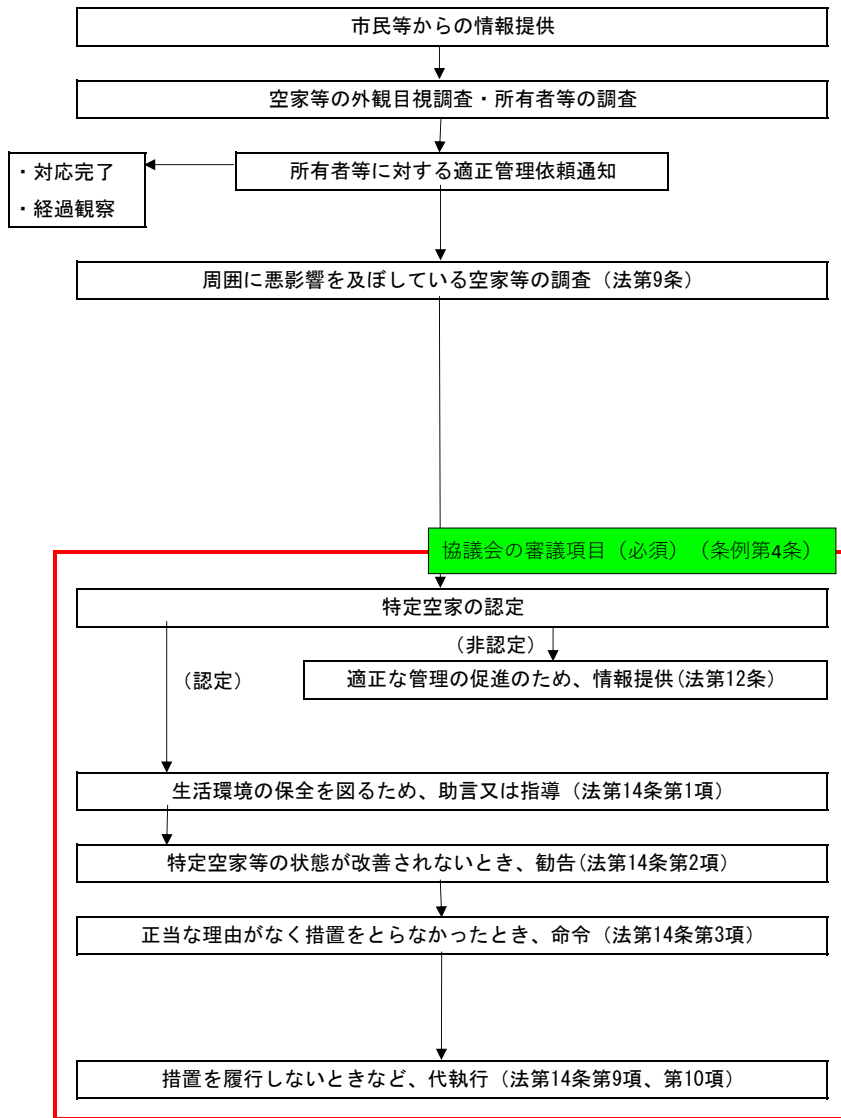 市民等からの情報提供
空家等の外観目視調査・所有者等の調査
所有者等に対する適正管理依頼通知
・対応完了
・経過観察
周囲に悪影響を及ぼしている空家等の調査（法第9条）
協議会の審議項目（必須）（条例第4条）
特定空家の認定
（非認定）
（認定）
適正な管理の促進のため、情報提供(法第12条）
生活環境の保全を図るため、助言又は指導（法第14条第1項）
特定空家等の状態が改善されないとき、勧告(法第14条第2項）
正当な理由がなく措置をとらなかったとき、命令（法第14条第3項）
措置を履行しないときなど、代執行（法第14条第9項、第10項）